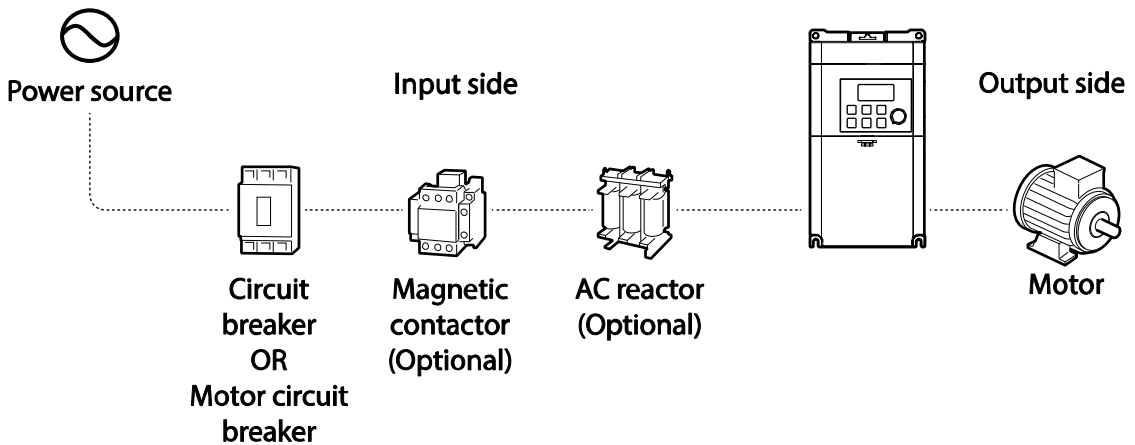 Power source
Input side
Output side
Circuit
breaker
OR
Motor circuit
breaker
Magnetic
contactor
(Optional)
AC reactor
(Optional)
Motor